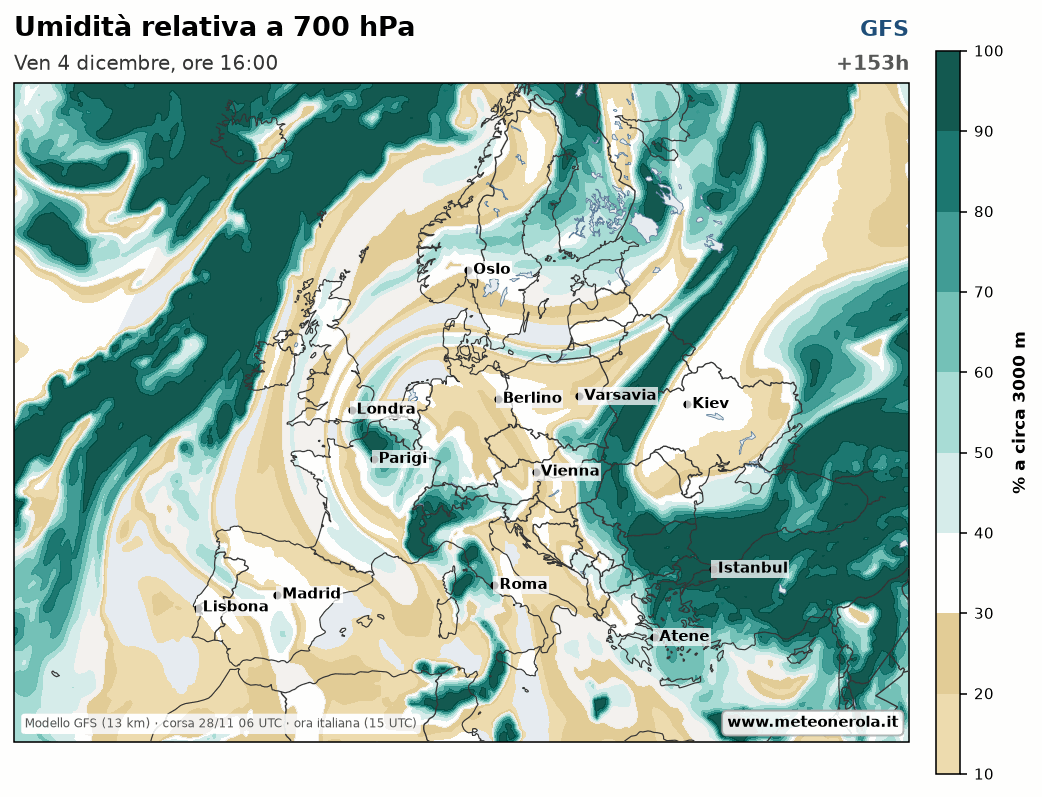 Umidità relativa a 700 hPa
GFS
Ven 4 dicembre, ore 16:00
+153h
100
90
80
70
60
50
40
30
20
10
% a circa 3000 m
Oslo
Londra
Berlino
Varsavia
Kiev
Parigi
Vienna
Istanbul
Roma
Madrid
Lisbona
Atene
Modello GFS (13 km) · corsa 28/11 06 UTC · ora italiana (15 UTC)
www.meteonerola.it